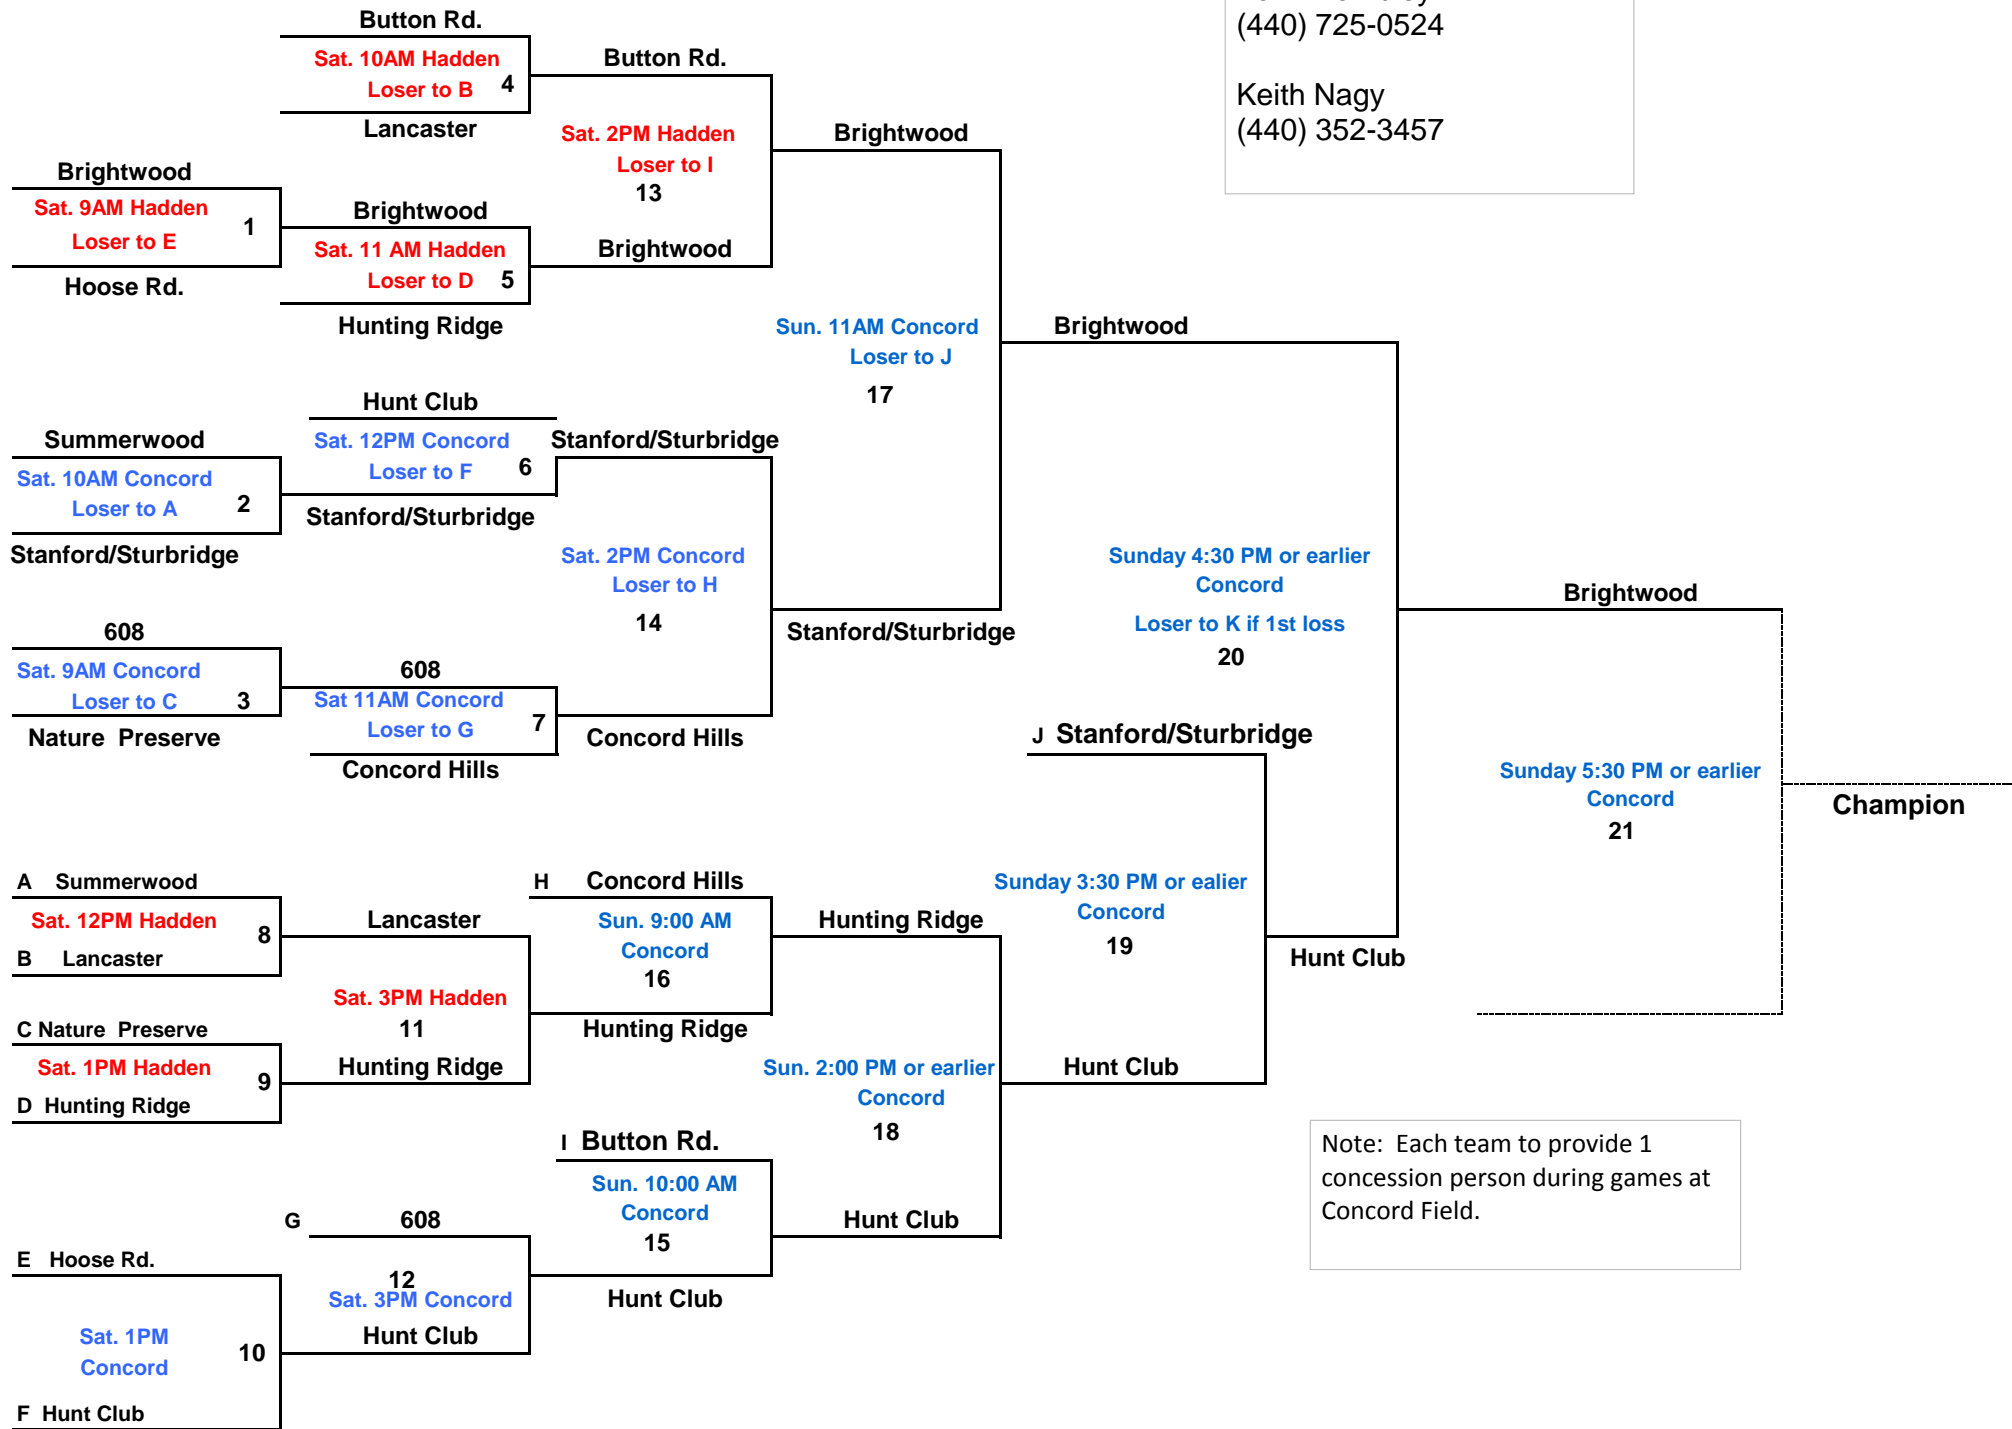 (440) 725-0524
Keith Nagy
(440) 352-3457
Button Rd.
Sat. 10AM Hadden
Loser to B 4
Lancaster
Button Rd.
Sat. 2PM Hadden
Loser to I
13
Brightwood
Brightwood
Sat. 9AM Hadden
Loser to E 1
Hoose Rd.
Brightwood
Sat. 11 AM Hadden
Loser to D 5
Hunting Ridge
Brightwood
Sun. 11AM Concord
Loser to J
17
Brightwood
Hunt Club
Sat. 12PM Concord
Loser to F 6
Stanford/Sturbridge
Summerwood
Sat. 10AM Concord
Loser to A 2
Stanford/Sturbridge
Stanford/Sturbridge
Sat. 2PM Concord
Loser to H
14
Stanford/Sturbridge
608
Sat. 9AM Concord
Loser to C 3
Nature Preserve
608
Sat 11AM Concord
Loser to G 7
Concord Hills
Concord Hills
Sunday 4:30 PM or earlier
Concord
Loser to K if 1st loss
20
Brightwood
J Stanford/Sturbridge
Sunday 5:30 PM or earlier
Concord
21
Champion
A Summerwood
Sat. 12PM Hadden
8
B Lancaster
Lancaster
H Concord Hills
Sun. 9:00 AM
Concord
16
Hunting Ridge
Hunting Ridge
Sunday 3:30 PM or ealier
Concord
19
Hunt Club
C Nature Preserve
Sat. 1PM Hadden
9
D Hunting Ridge
Sat. 3PM Hadden
11
Hunting Ridge
Sun. 2:00 PM or earlier
Concord
18
Hunt Club
I Button Rd.
Sun. 10:00 AM
Concord
15
Hunt Club
Hunt Club
G 608
12
Sat. 3PM Concord
Hunt Club
E Hoose Rd.
Sat. 1PM
Concord
10
F Hunt Club
Note: Each team to provide 1
concession person during games at
Concord Field.